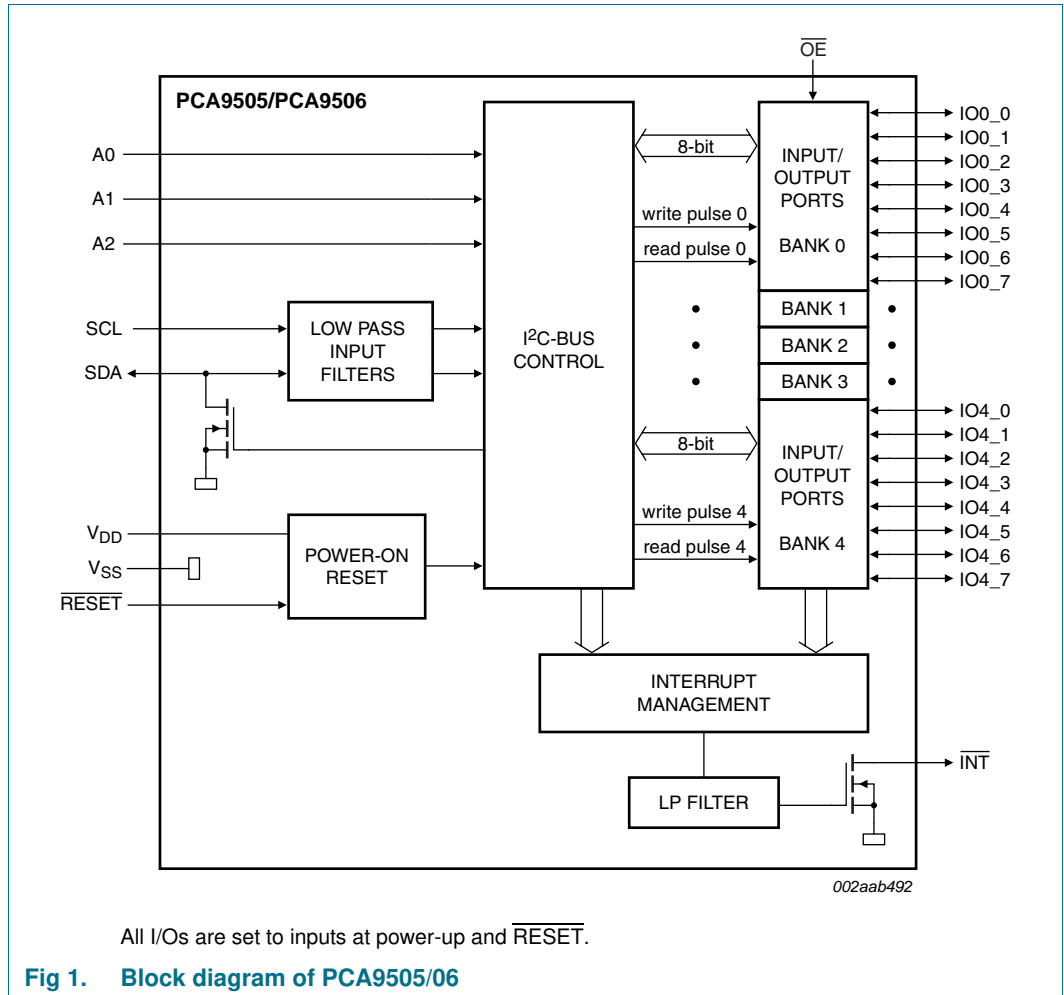 OE
PCA9505/PCA9506
A0
A1
A2
SCL
SDA
LOW PASS
INPUT
FILTERS
I2C-BUS
CONTROL
VDD
VSS
RESET
POWER-ON
RESET
8-bit
write pulse 0
read pulse 0
8-bit
write pulse 4
read pulse 4
INPUT/
OUTPUT
PORTS
BANK 0
BANK 1
BANK 2
BANK 3
INPUT/
OUTPUT
PORTS
BANK 4
IO0_0
IO0_1
IO0_2
IO0_3
IO0_4
IO0_5
IO0_6
IO0_7
IO4_0
IO4_1
IO4_2
IO4_3
IO4_4
IO4_5
IO4_6
IO4_7
INTERRUPT
MANAGEMENT
LP FILTER
INT
002aab492
All I/Os are set to inputs at power-up and RESET.
Fig 1. Block diagram of PCA9505/06